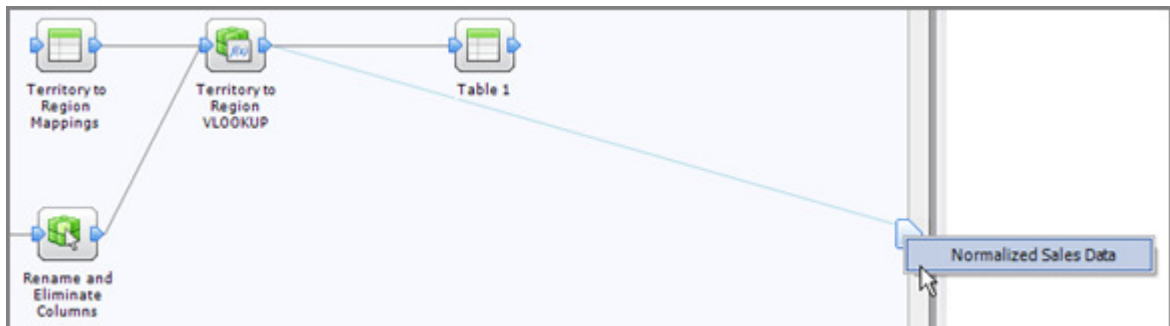 Territory to
Region
Mappings
Territory to
Region
VLOOKUP
f(x)
Table 1
Rename and
Eliminate
Columns
Normalized Sales Data